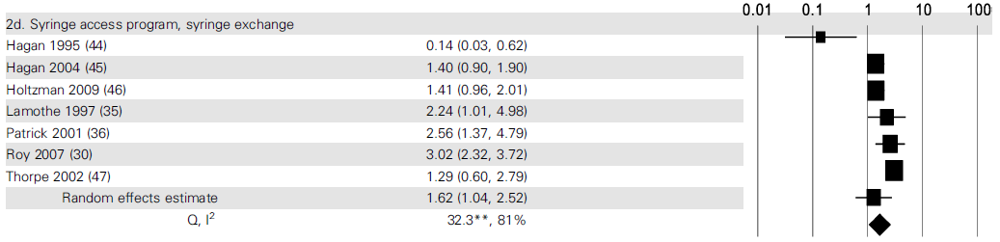 0.01 0.1 1 10 100
2d. Syringe access program, syringe exchange
Hagan 1995 (44) 0.14 (0.03, 0.62)
Hagan 2004 (45) 1.40 (0.90, 1.90)
Holtzman 2009 (46) 1.41 (0.96, 2.01)
Lamothe 1997 (35) 2.24 (1.01, 4.98)
Patrick 2001 (36) 2.56 (1.37, 4.79)
Roy 2007 (30) 3.02 (2.32, 3.72)
Thorpe 2002 (47) 1.29 (0.60, 2.79)
Random effects estimate 1.62 (1.04, 2.52)
Q, I² 32.3**, 81%